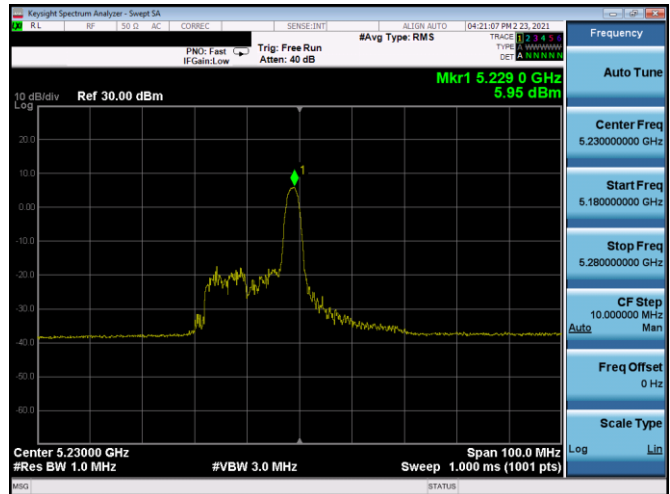 Keysight Spectrum Analyzer - Swept SA
RL RF 50 Ω AC CORREC SENSE:INT ALIGN AUTO 04:21:07 PM 2 23, 2021
#Avg Type: RMS
TRACE 1 2 3 4 5 6
PNO: Fast Trig: Free Run TYPE A WWWWW
IFGain:Low Atten: 40 dB DET A N N N N N
Mkr1 5.229 0 GHz
5.95 dBm
10 dB/div Ref 30.00 dBm
Log
20.0
10.0
0.00
-10.0
-20.0
-30.0
-40.0
-50.0
-60.0
1
Center 5.23000 GHz Span 100.0 MHz
#Res BW 1.0 MHz #VBW 3.0 MHz Sweep 1.000 ms (1001 pts)
MSG STATUS
Frequency
Auto Tune
Center Freq
5.230000000 GHz
Start Freq
5.180000000 GHz
Stop Freq
5.280000000 GHz
CF Step
10.000000 MHz
Auto Man
Freq Offset
0 Hz
Scale Type
Log Lin